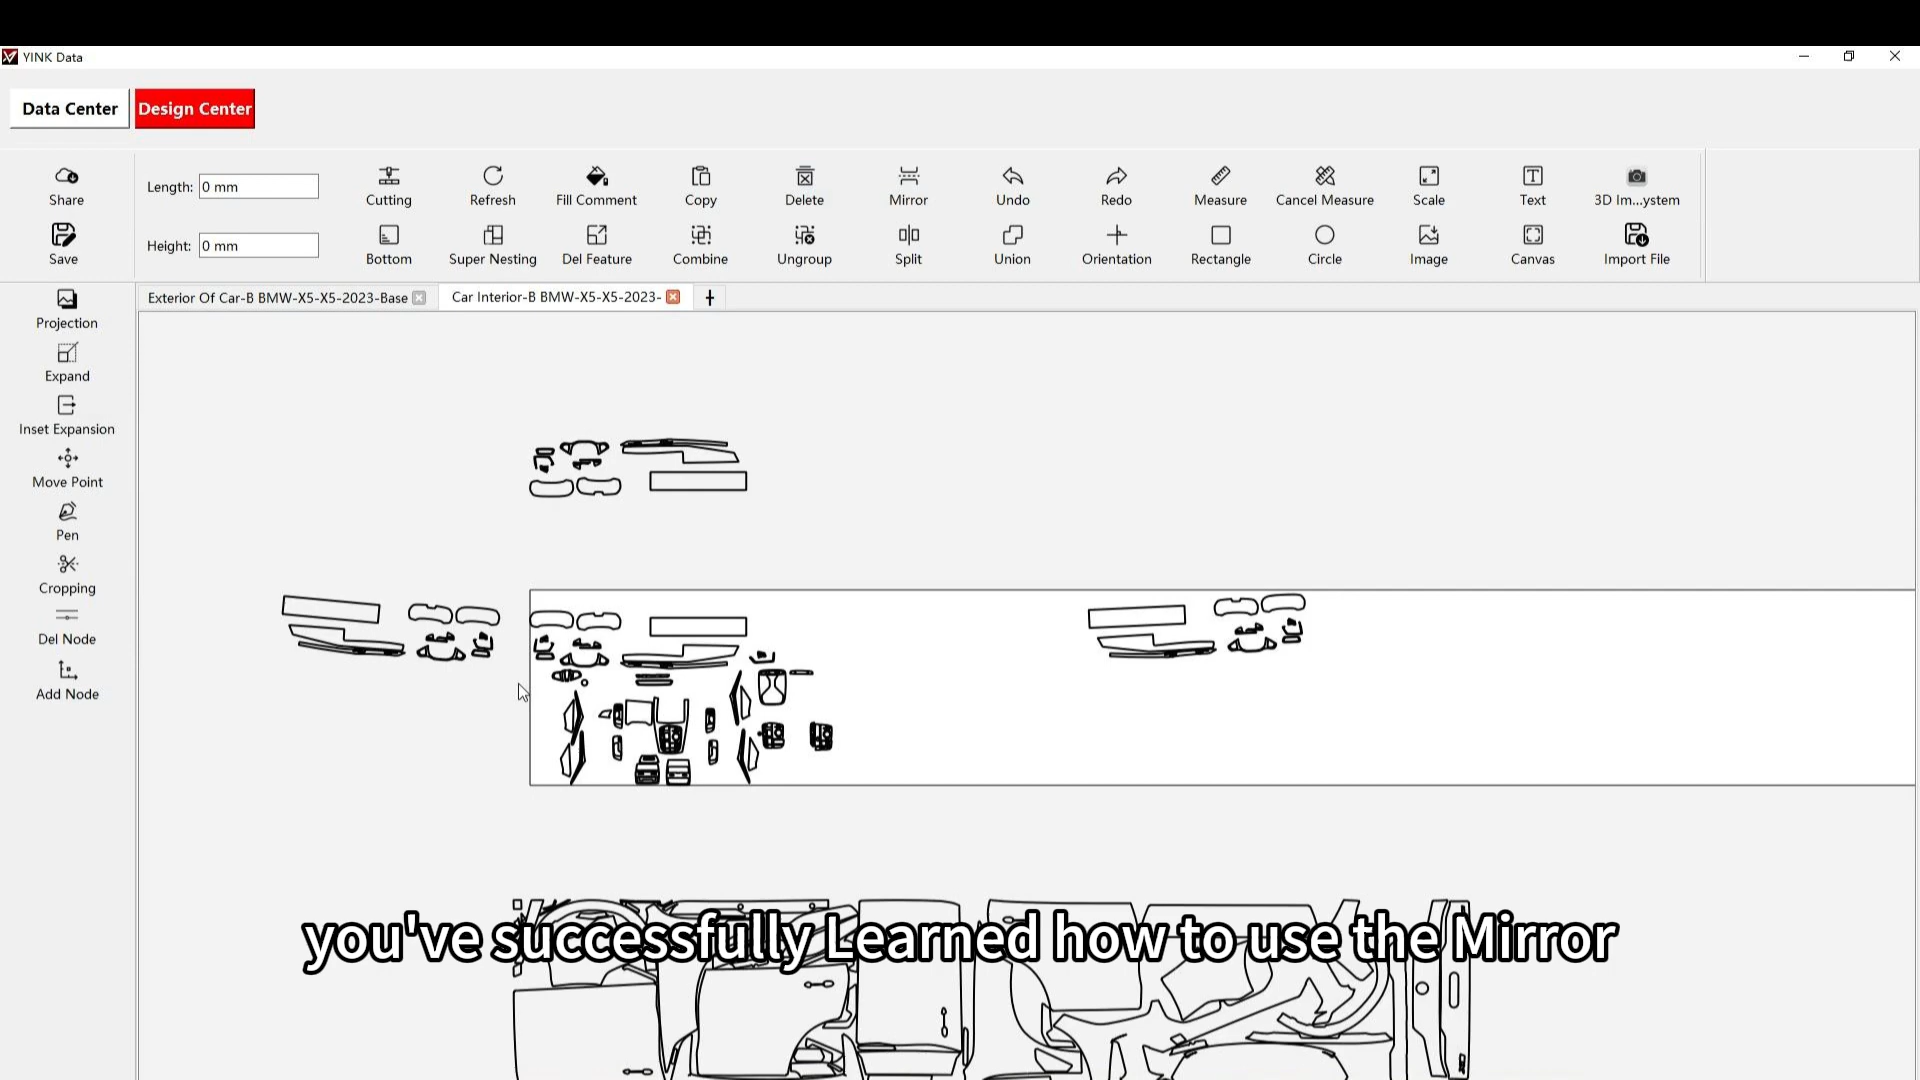 YINK Data
Data Center
Design Center
Share
Save
Length:
0 mm
Height:
0 mm
Cutting
Refresh
Fill Comment
Copy
Delete
Mirror
Undo
Redo
Measure
Cancel Measure
Scale
Text
3D Im...ystem
Bottom
Super Nesting
Del Feature
Combine
Ungroup
Split
Union
Orientation
Rectangle
Circle
Image
Canvas
Import File
Exterior Of Car-B BMW-X5-X5-2023-Base
Car Interior-B BMW-X5-X5-2023-
Projection
Expand
Inset Expansion
Move Point
Pen
Cropping
Del Node
Add Node
you've successfully Learned how to use the Mirror